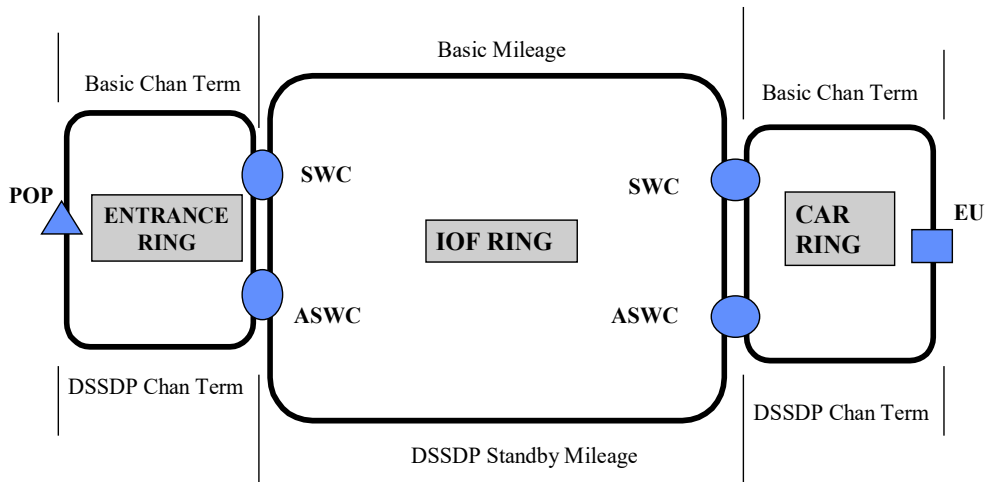 Basic Mileage
Basic Chan Term
Basic Chan Term
SWC
SWC
POP
ENTRANCE
RING
IOF RING
CAR
RING
EU
ASWC
ASWC
DSSDP Chan Term
DSSDP Chan Term
DSSDP Standby Mileage